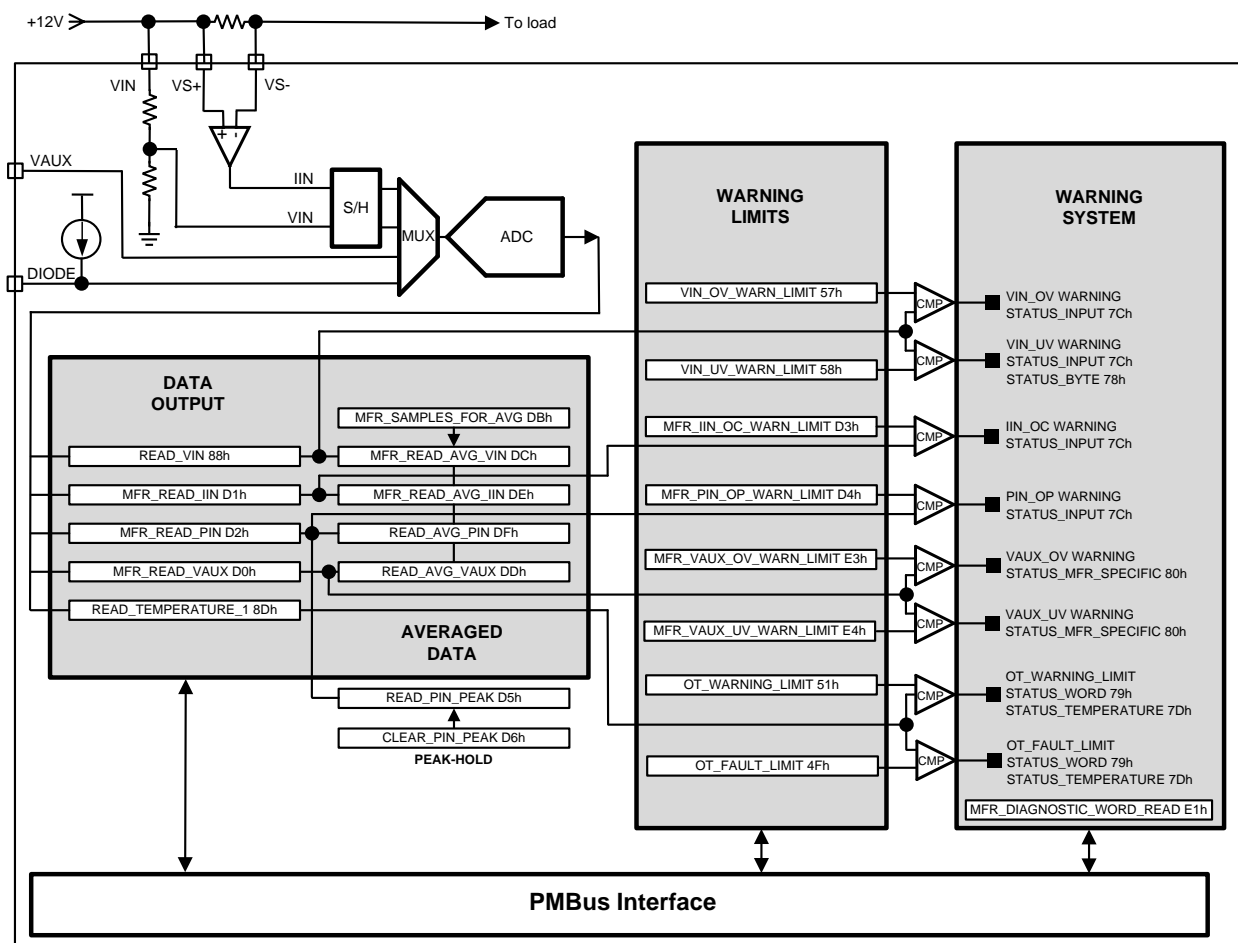 +12V
To load
VIN
VS+
VS-
+
-
VAUX
IIN
VIN
S/H
MUX
ADC
DIODE
DATA
OUTPUT
MFR_SAMPLES_FOR_AVG DBh
READ_VIN 88h
MFR_READ_AVG_VIN DCh
MFR_READ_IIN D1h
MFR_READ_AVG_IIN DEh
MFR_READ_PIN D2h
READ_AVG_PIN DFh
MFR_READ_VAUX D0h
READ_AVG_VAUX DDh
READ_TEMPERATURE_1 8Dh
AVERAGED
DATA
READ_PIN_PEAK D5h
CLEAR_PIN_PEAK D6h
PEAK-HOLD
WARNING
LIMITS
VIN_OV_WARN_LIMIT 57h
VIN_UV_WARN_LIMIT 58h
MFR_IIN_OC_WARN_LIMIT D3h
MFR_PIN_OP_WARN_LIMIT D4h
MFR_VAUX_OV_WARN_LIMIT E3h
MFR_VAUX_UV_WARN_LIMIT E4h
OT_WARNING_LIMIT 51h
OT_FAULT_LIMIT 4Fh
CMP
CMP
CMP
CMP
CMP
CMP
CMP
CMP
WARNING
SYSTEM
VIN_OV WARNING
STATUS_INPUT 7Ch
VIN_UV WARNING
STATUS_INPUT 7Ch
STATUS_BYTE 78h
IIN_OC WARNING
STATUS_INPUT 7Ch
PIN_OP WARNING
STATUS_INPUT 7Ch
VAUX_OV WARNING
STATUS_MFR_SPECIFIC 80h
VAUX_UV WARNING
STATUS_MFR_SPECIFIC 80h
OT_WARNING_LIMIT
STATUS_WORD 79h
STATUS_TEMPERATURE 7Dh
OT_FAULT_LIMIT
STATUS_WORD 79h
STATUS_TEMPERATURE 7Dh
MFR_DIAGNOSTIC_WORD_READ E1h
PMBus Interface